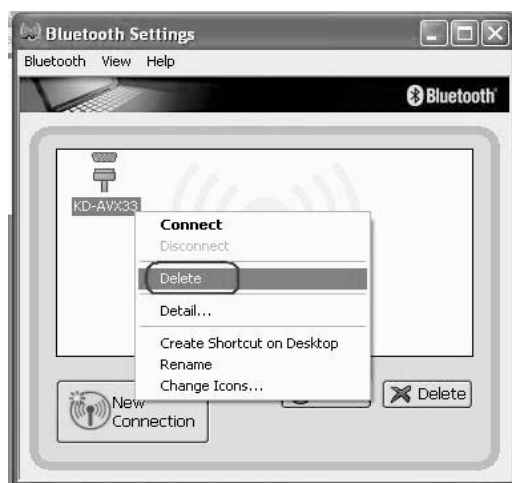 Bluetooth Settings
Bluetooth View Help
Bluetooth
KD-AVX33
Connect
Disconnect
Delete
Detail...
Create Shortcut on Desktop
Rename
Change Icons...
New
Connection
Delete